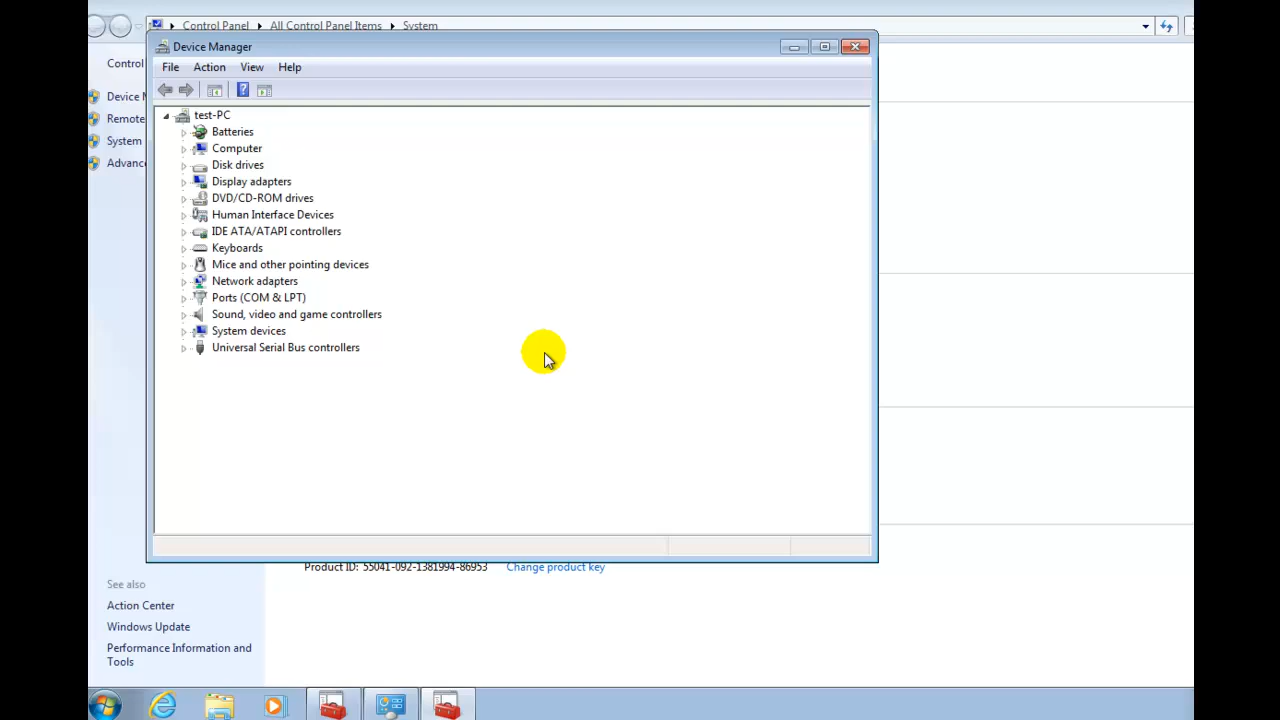 Control Panel All Control Panel Items System
Device Manager
Control
File Action View Help
Device M
Remote
System
Advanc
test-PC
Batteries
Computer
Disk drives
Display adapters
DVD/CD-ROM drives
Human Interface Devices
IDE ATA/ATAPI controllers
Keyboards
Mice and other pointing devices
Network adapters
Ports (COM & LPT)
Sound, video and game controllers
System devices
Universal Serial Bus controllers
Product ID: 55041-092-1381994-86953 Change product key
See also
Action Center
Windows Update
Performance Information and
Tools